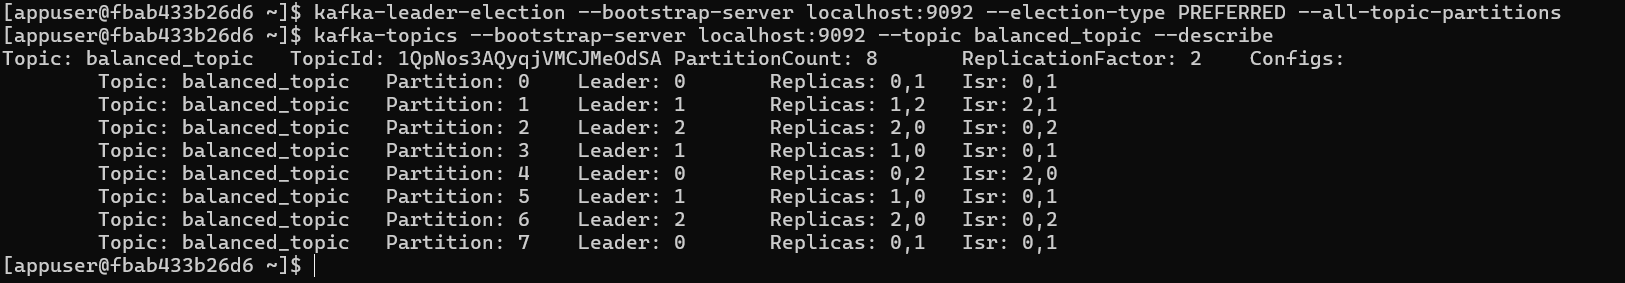 [appuser@fbab433b26d6 ~]$ kafka-leader-election --bootstrap-server localhost:9092 --election-type PREFERRED --all-topic-partitions
[appuser@fbab433b26d6 ~]$ kafka-topics --bootstrap-server localhost:9092 --topic balanced_topic --describe
Topic: balanced_topic   TopicId: 1QpNos3AQyqjVMCJMeOdSA PartitionCount: 8       ReplicationFactor: 2    Configs:
        Topic: balanced_topic   Partition: 0    Leader: 0       Replicas: 0,1   Isr: 0,1
        Topic: balanced_topic   Partition: 1    Leader: 1       Replicas: 1,2   Isr: 2,1
        Topic: balanced_topic   Partition: 2    Leader: 2       Replicas: 2,0   Isr: 0,2
        Topic: balanced_topic   Partition: 3    Leader: 1       Replicas: 1,0   Isr: 0,1
        Topic: balanced_topic   Partition: 4    Leader: 0       Replicas: 0,2   Isr: 2,0
        Topic: balanced_topic   Partition: 5    Leader: 1       Replicas: 1,0   Isr: 0,1
        Topic: balanced_topic   Partition: 6    Leader: 2       Replicas: 2,0   Isr: 0,2
        Topic: balanced_topic   Partition: 7    Leader: 0       Replicas: 0,1   Isr: 0,1
[appuser@fbab433b26d6 ~]$